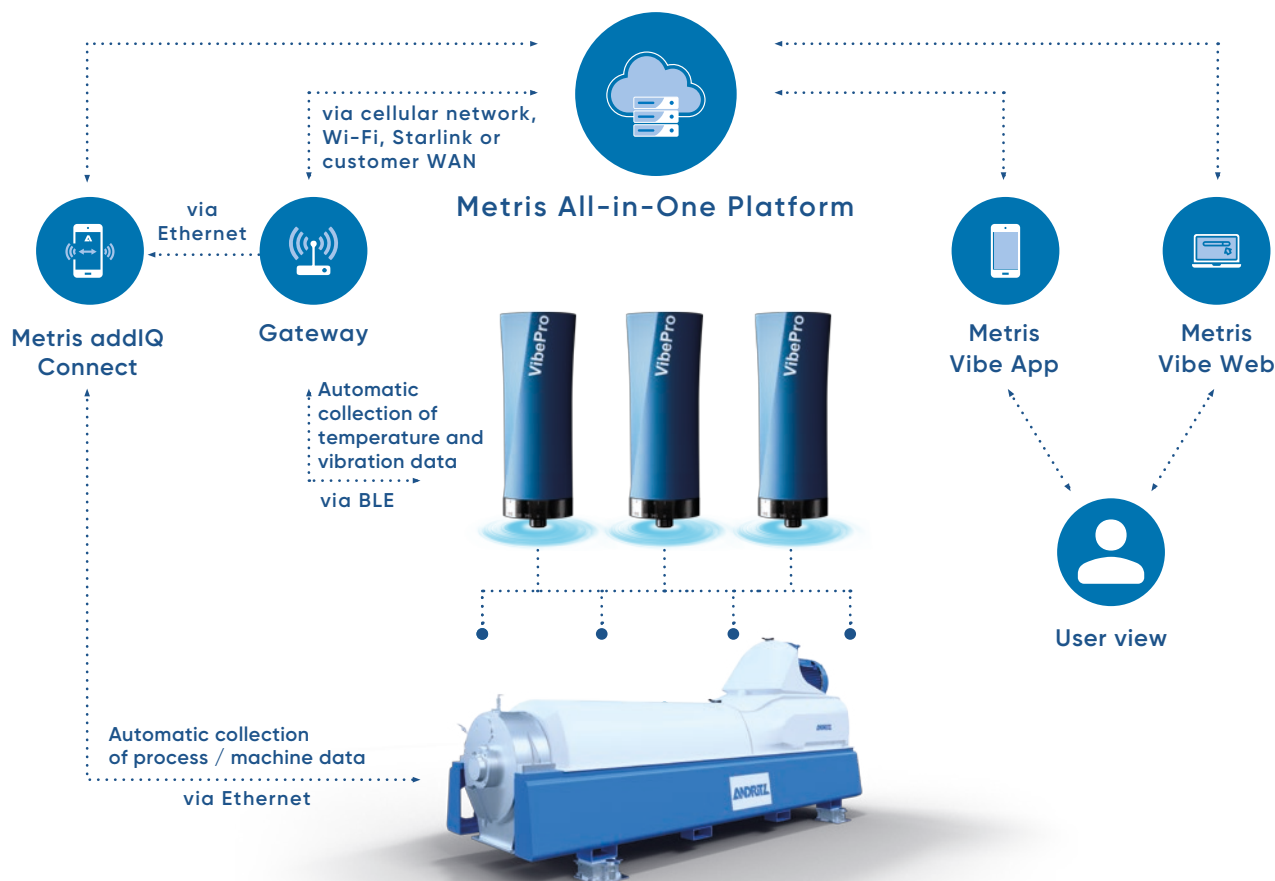 via cellular network,
Wi-Fi, Starlink or
customer WAN
Metris All-in-One Platform
via
Ethernet
Metris addIQ
Connect
Gateway
Metris
Vibe App
Metris
Vibe Web
VibePro
VibePro
VibePro
Automatic
collection of
temperature and
vibration data
via BLE
User view
Automatic collection
of process / machine data
via Ethernet
ANDRITZ
ANDRITZ